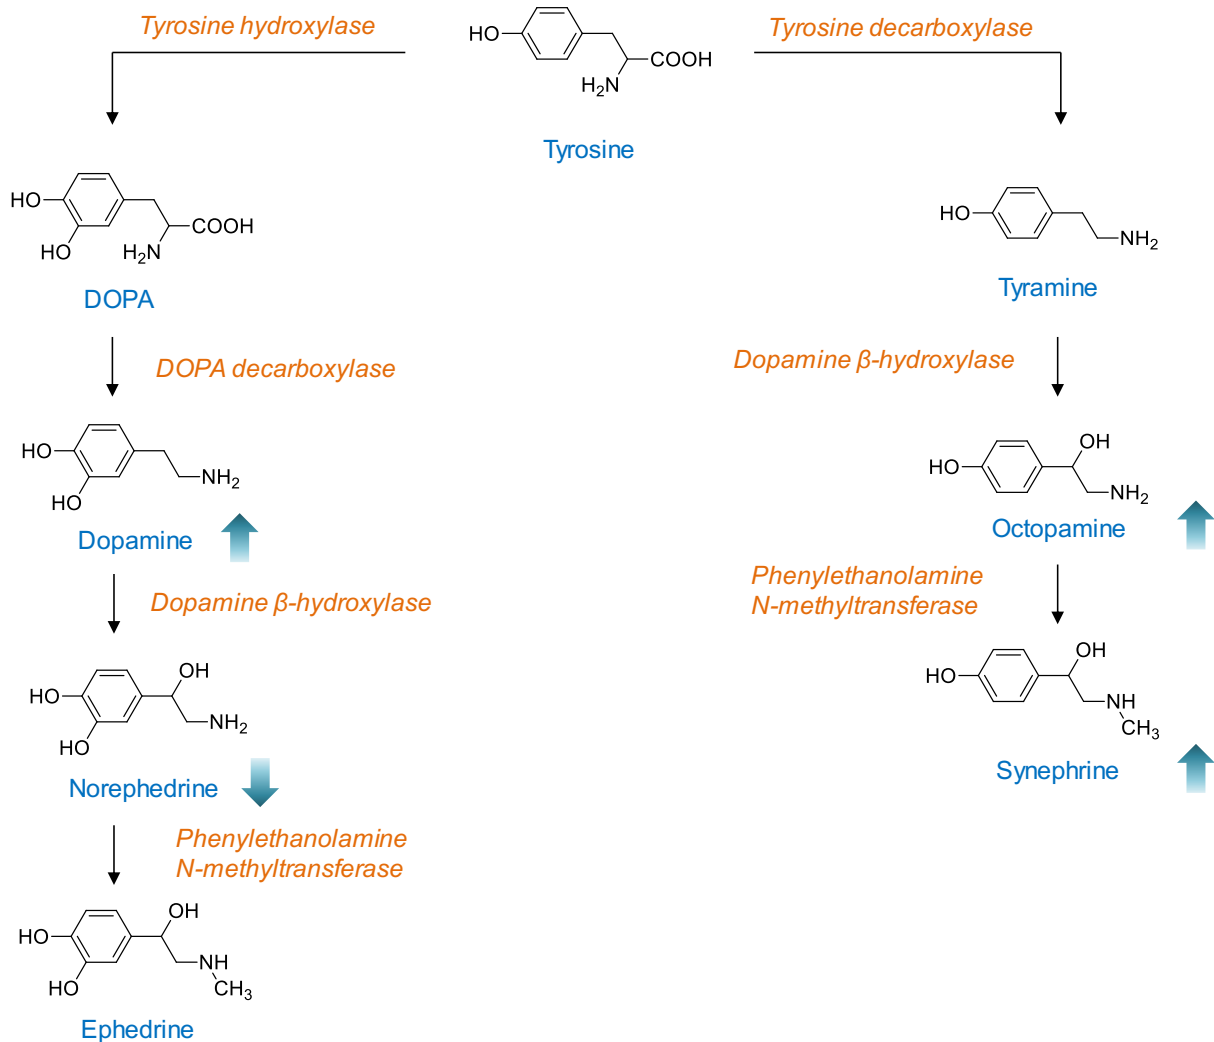 Tyrosine hydroxylase
Tyrosine decarboxylase
HO
COOH
H₂N
Tyrosine
HO
HO
COOH
H₂N
DOPA
HO
NH₂
Tyramine
DOPA decarboxylase
Dopamine β-hydroxylase
HO
HO
NH₂
Dopamine
OH
HO
NH₂
Octopamine
Dopamine β-hydroxylase
Phenylethanolamine
N-methyltransferase
OH
HO
HO
NH₂
Norephedrine
OH
HO
NH
CH₃
Synephrine
Phenylethanolamine
N-methyltransferase
OH
HO
HO
NH
CH₃
Ephedrine